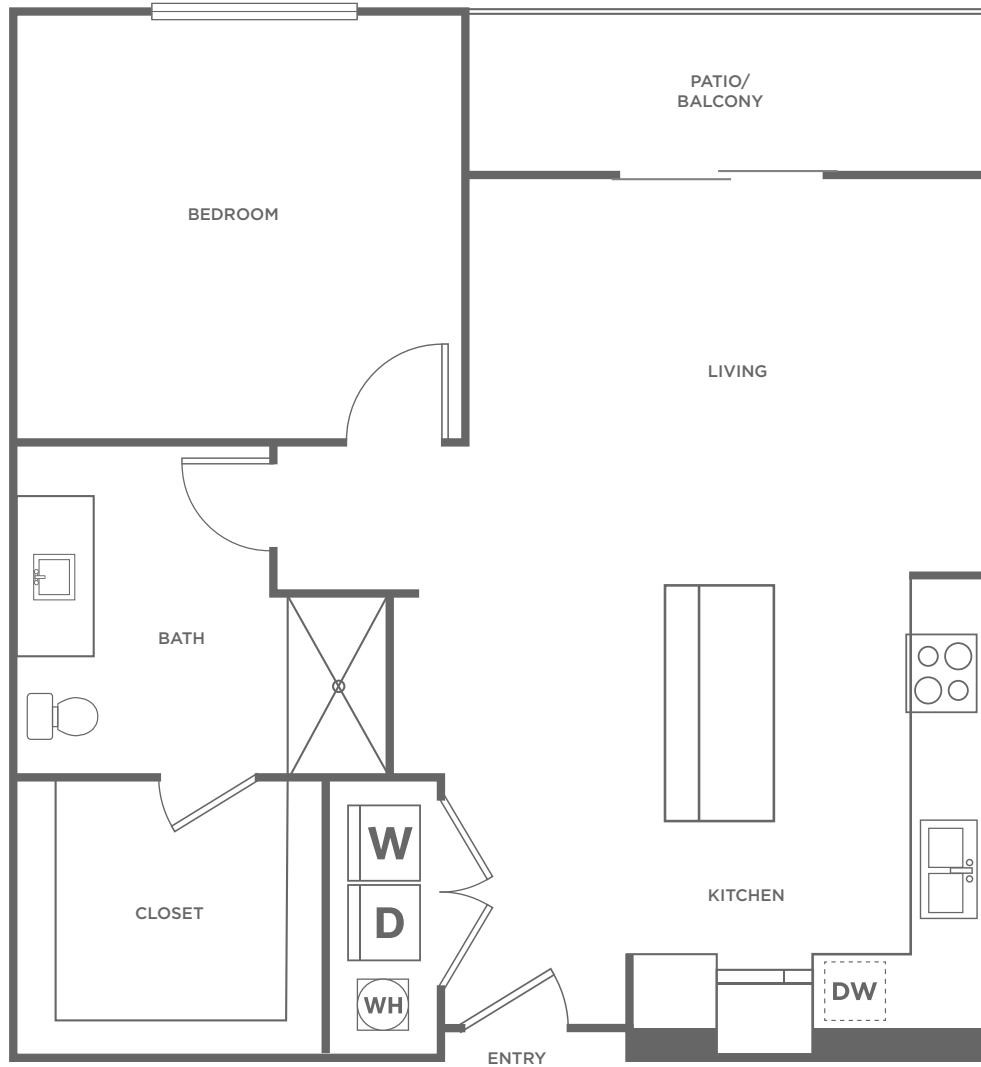 PATIO/
BALCONY
BEDROOM
LIVING
BATH
W
KITCHEN
CLOSET
D
DW
WH
ENTRY